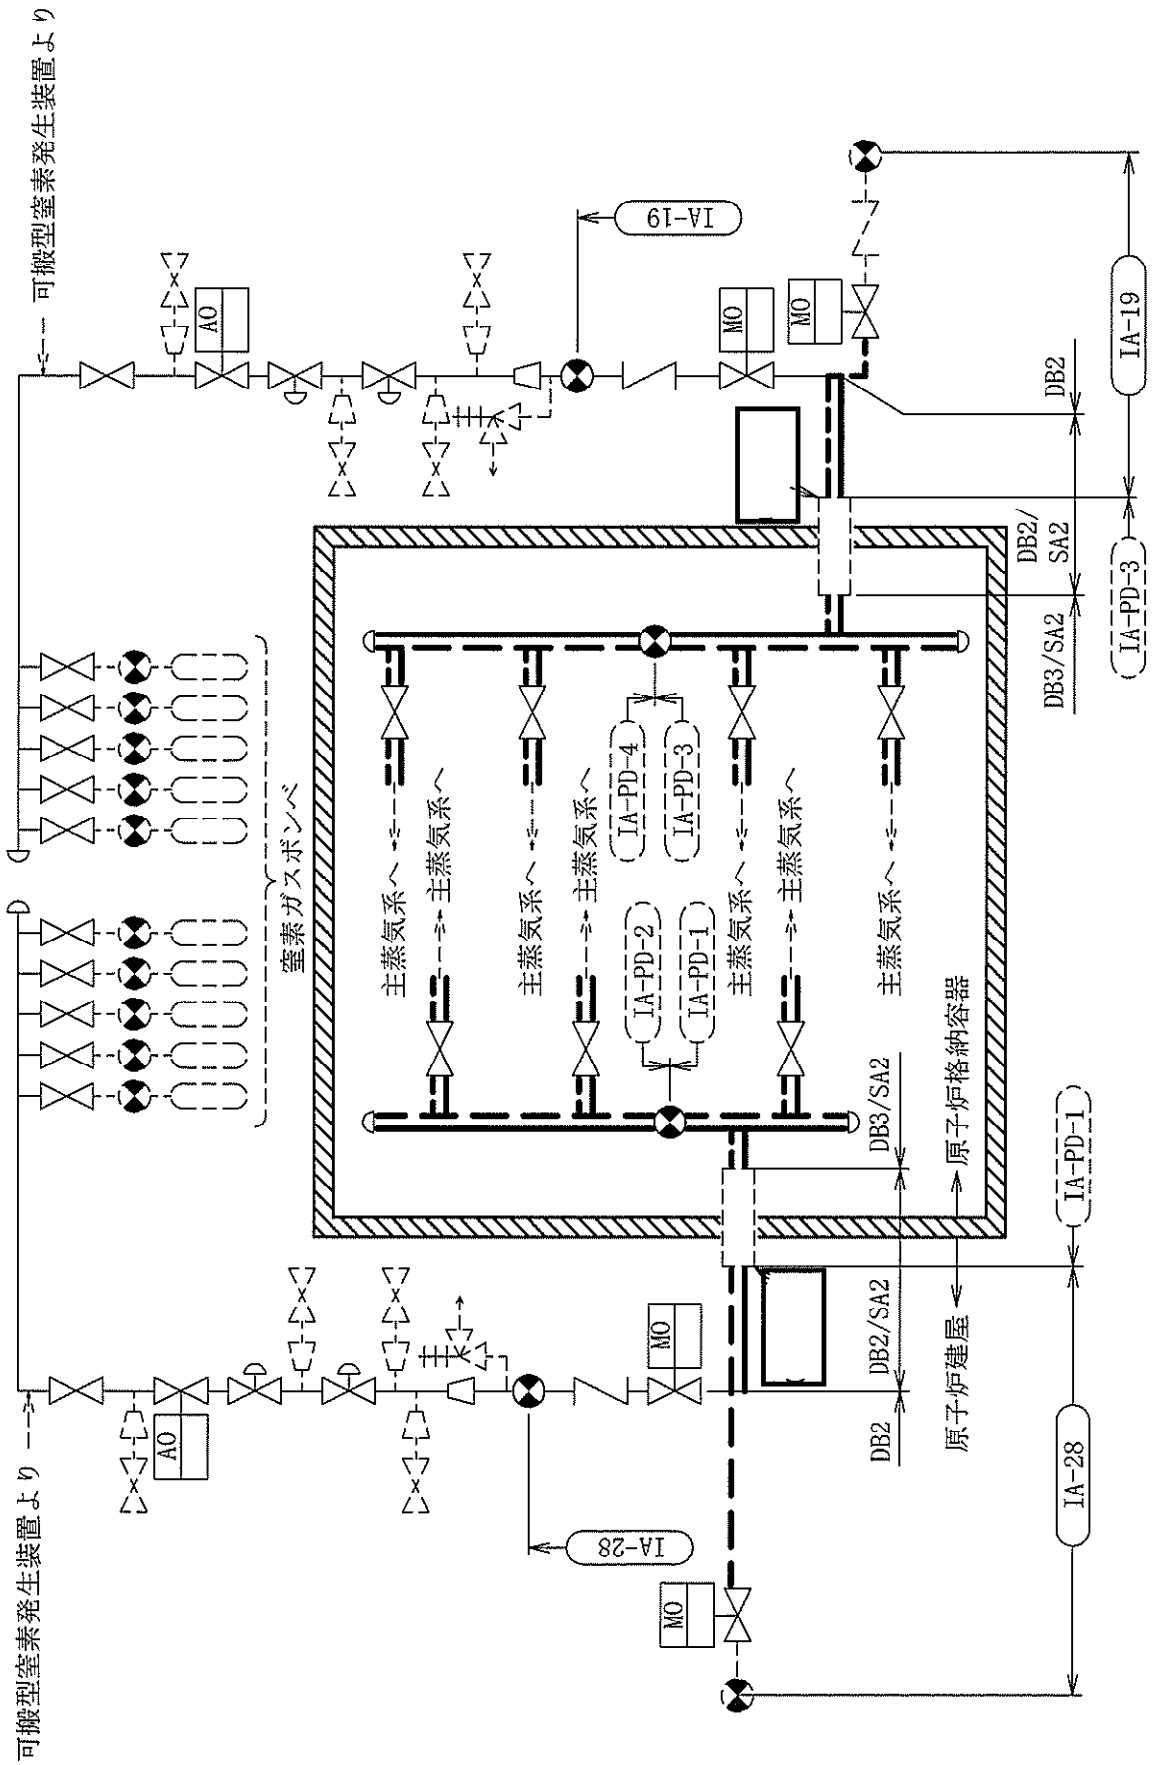 可搬型窒素発生装置より
可搬型窒素発生装置より
AO
AO
窒素ガスボンベ
IA-28
IA-19
MO
MO
MO
MO
主蒸気系へ
主蒸気系へ
主蒸気系へ
主蒸気系へ
主蒸気系へ
主蒸気系へ
主蒸気系へ
IA-PD-2
IA-PD-1
IA-PD-4
IA-PD-3
DB2
DB2/SA2
DB3/SA2
DB3/SA2
DB2/
SA2
DB2
原子炉建屋
原子炉格納容器
IA-28
IA-PD-1
IA-PD-3
IA-19